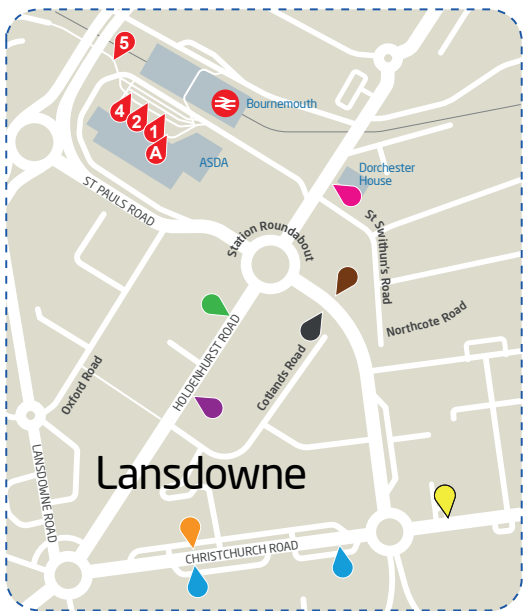 5
4
2
1
A
Bournemouth
ASDA
Dorchester
House
ST PAULS ROAD
Station Roundabout
St Swithun's Road
Northcote Road
HOLDENHURST ROAD
Cotlands Road
Oxford Road
LANSDOWNE ROAD
Lansdowne
CHRISTCHURCH ROAD